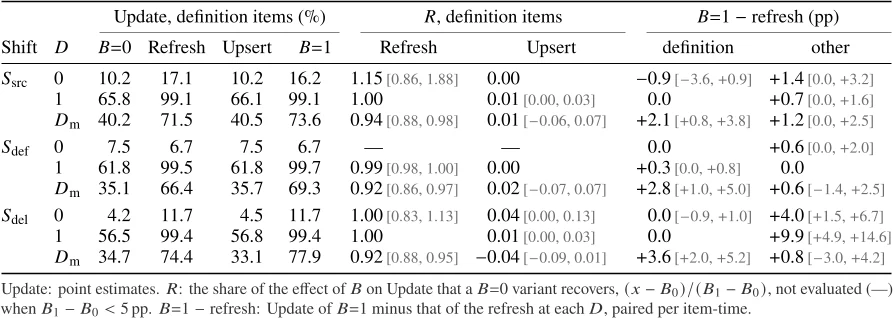 Update, definition items (%) R, definition items B=1 − refresh (pp)
Shift D B=0 Refresh Upsert B=1 Refresh Upsert definition other
S_src 0 10.2 17.1 10.2 16.2 1.15 [0.86, 1.88] 0.00 −0.9 [−3.6, +0.9] +1.4 [0.0, +3.2]
1 65.8 99.1 66.1 99.1 1.00 0.01 [0.00, 0.03] 0.0 +0.7 [0.0, +1.6]
D_m 40.2 71.5 40.5 73.6 0.94 [0.88, 0.98] 0.01 [−0.06, 0.07] +2.1 [+0.8, +3.8] +1.2 [0.0, +2.5]
S_def 0 7.5 6.7 7.5 6.7 — — 0.0 +0.6 [0.0, +2.0]
1 61.8 99.5 61.8 99.7 0.99 [0.98, 1.00] 0.00 +0.3 [0.0, +0.8] 0.0
D_m 35.1 66.4 35.7 69.3 0.92 [0.86, 0.97] 0.02 [−0.07, 0.07] +2.8 [+1.0, +5.0] +0.6 [−1.4, +2.5]
S_del 0 4.2 11.7 4.5 11.7 1.00 [0.83, 1.13] 0.04 [0.00, 0.13] 0.0 [−0.9, +1.0] +4.0 [+1.5, +6.7]
1 56.5 99.4 56.8 99.4 1.00 0.01 [0.00, 0.03] 0.0 +9.9 [+4.9, +14.6]
D_m 34.7 74.4 33.1 77.9 0.92 [0.88, 0.95] −0.04 [−0.09, 0.01] +3.6 [+2.0, +5.2] +0.8 [−3.0, +4.2]
Update: point estimates. R: the share of the effect of B on Update that a B=0 variant recovers, (x − B₀)/(B₁ − B₀), not evaluated (—)
when B₁ − B₀ < 5 pp. B=1 − refresh: Update of B=1 minus that of the refresh at each D, paired per item-time.